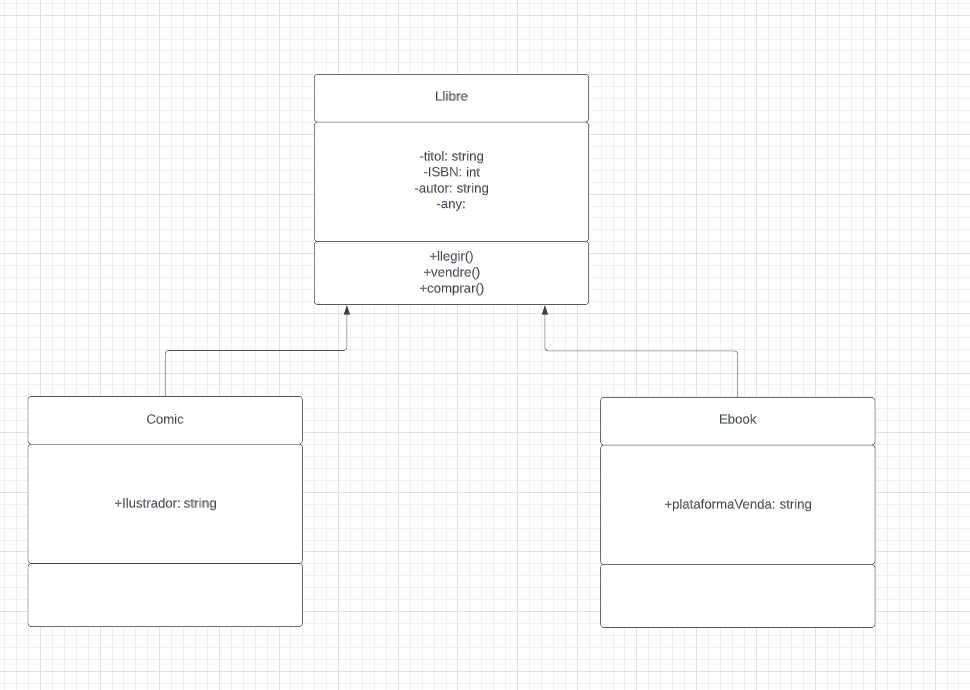 Llibre
-titol: string
-ISBN: int
-autor: string
-any:
+llegir()
+vendre()
+comprar()
Comic
+Ilustrador: string
Ebook
+plataformaVenda: string